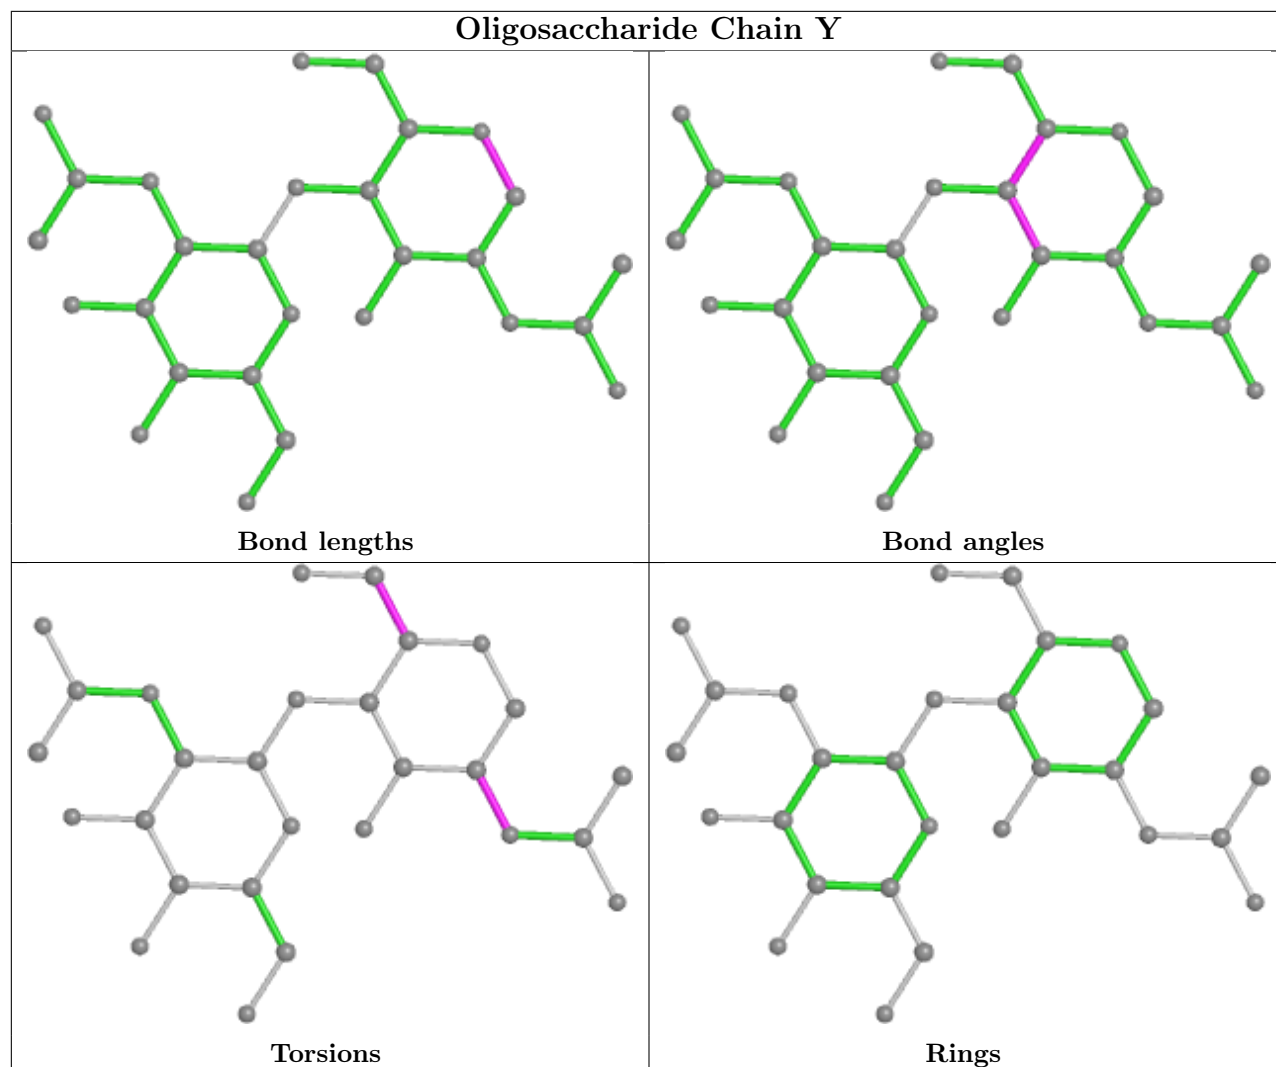 Oligosaccharide Chain Y
Bond lengths
Bond angles
Torsions
Rings